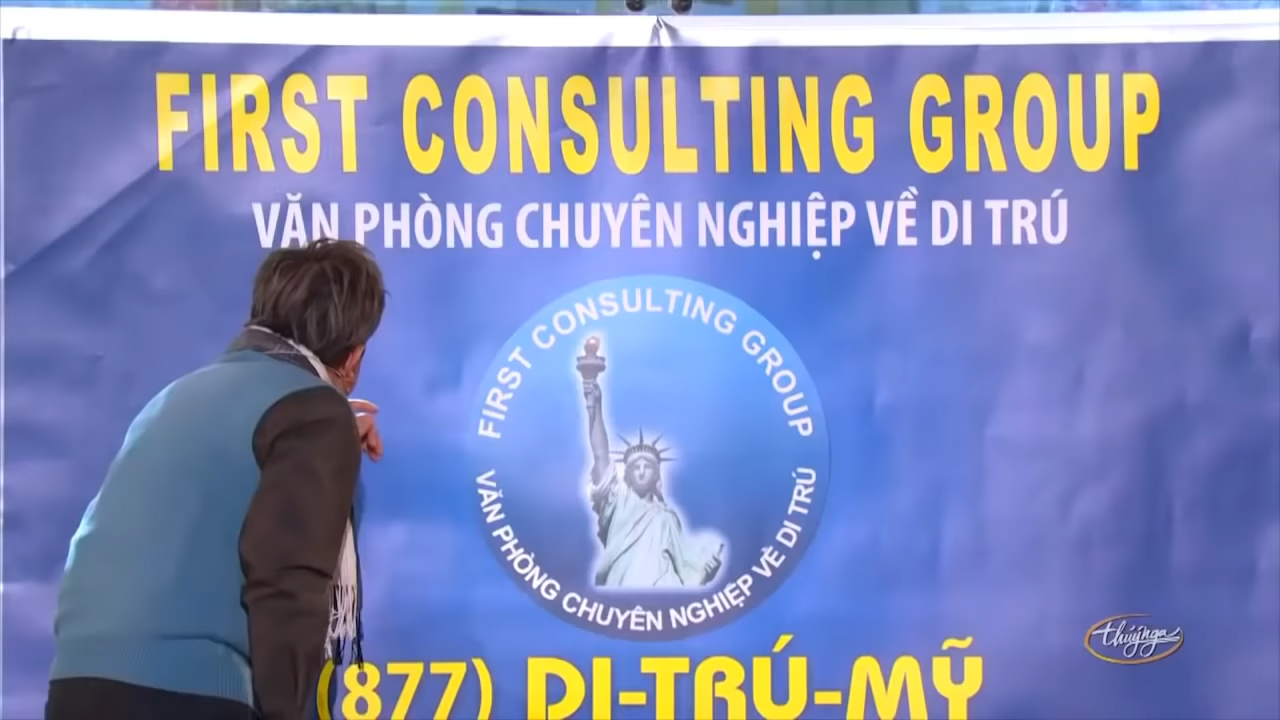 FIRST CONSULTING GROUP
VĂN PHÒNG CHUYÊN NGHIỆP VỀ DI TRÚ
FIRST CONSULTING GROUP
VĂN PHÒNG CHUYÊN NGHIỆP VỀ DI TRÚ
(877) DI-TRÚ-MỸ
thúynga